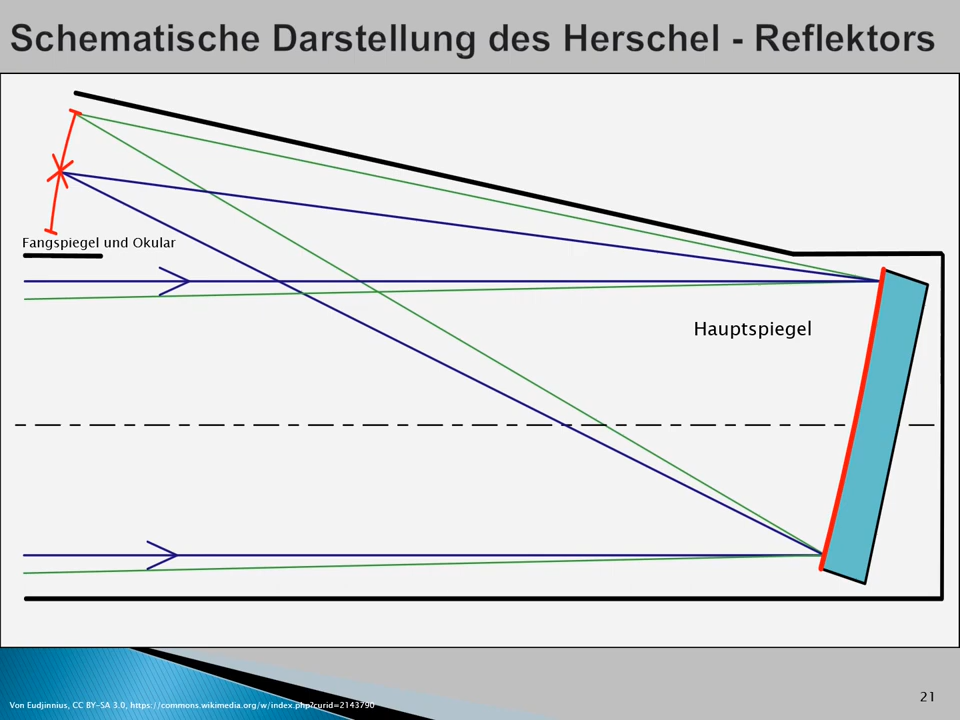 Schematische Darstellung des Herschel - Reflektors
Fangspiegel und Okular
Hauptspiegel
21
Von Eudjinnius, CC BY-SA 3.0, https://commons.wikimedia.org/w/index.php?curid=2143790